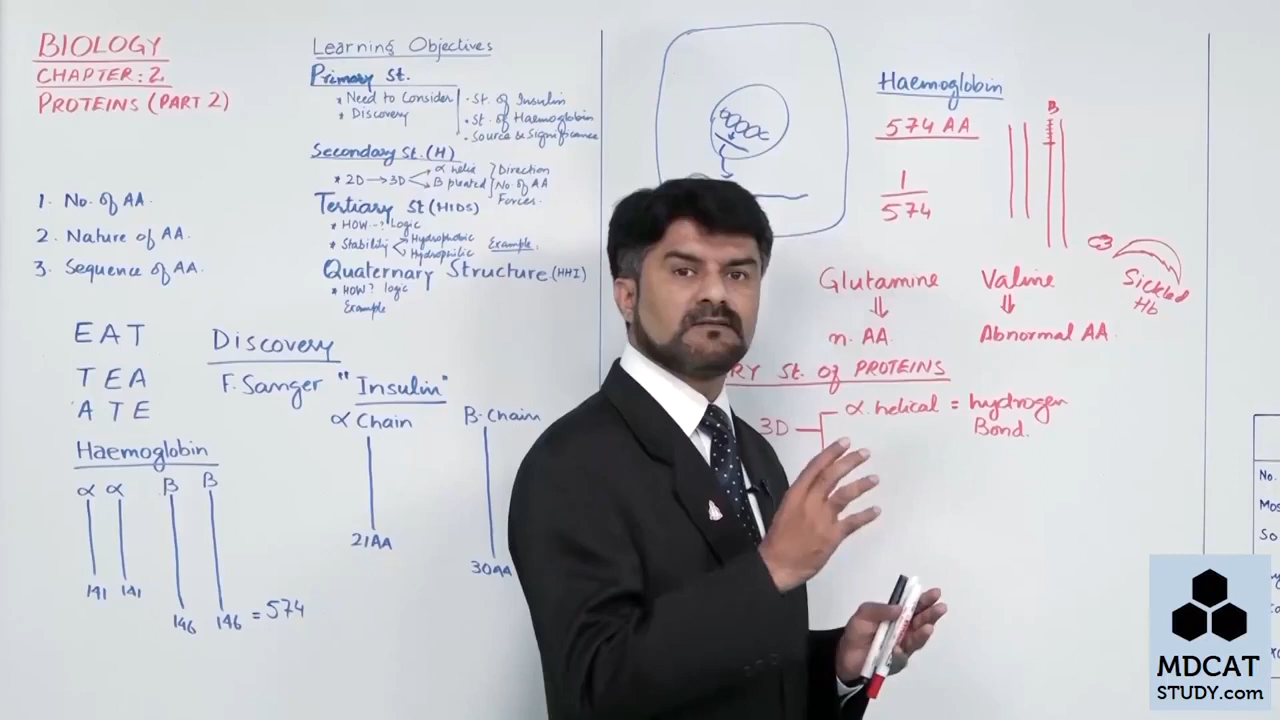 BIOLOGY
CHAPTER: 2.
PROTEINS (PART 2)
1. No. of AA.
2. Nature of AA.
3. Sequence of AA.
EAT
TEA
ATE
Haemoglobin
α α β β
141 141 146 146 = 574
Learning Objectives
Primary St.
* Need to Consider
* Discovery
• St. of Insulin
• St. of Haemoglobin
• Source & Significance
Secondary St. (H)
* 2D → 3D
α helix
β pleated
Direction
No. of AA
Forces.
Tertiary St (HIDS)
* HOW--? Logic
* Stability
Hydrophobic
Hydrophilic
Example.
Quaternary Structure (HHI)
* HOW? logic
Example
Discovery
F. Sanger "Insulin"
α Chain
21AA
β-Chain
30AA
Haemoglobin
574 AA
1
574
β
Sickled
Hb
Glutamine
n. AA.
Valine
Abnormal AA.
RY St. of PROTEINS
3D
α. helical = hydrogen
Bond.
No.
Mos
So
MDCAT
STUDY.com